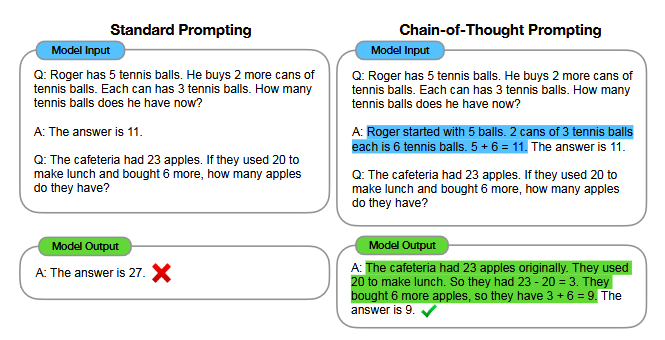 Standard Prompting
Model Input
Q: Roger has 5 tennis balls. He buys 2 more cans of
tennis balls. Each can has 3 tennis balls. How many
tennis balls does he have now?
A: The answer is 11.
Q: The cafeteria had 23 apples. If they used 20 to
make lunch and bought 6 more, how many apples
do they have?
Model Output
A: The answer is 27.
Chain-of-Thought Prompting
Model Input
Q: Roger has 5 tennis balls. He buys 2 more cans of
tennis balls. Each can has 3 tennis balls. How many
tennis balls does he have now?
A: Roger started with 5 balls. 2 cans of 3 tennis balls
each is 6 tennis balls. 5 + 6 = 11. The answer is 11.
Q: The cafeteria had 23 apples. If they used 20 to
make lunch and bought 6 more, how many apples
do they have?
Model Output
A: The cafeteria had 23 apples originally. They used
20 to make lunch. So they had 23 - 20 = 3. They
bought 6 more apples, so they have 3 + 6 = 9. The
answer is 9.